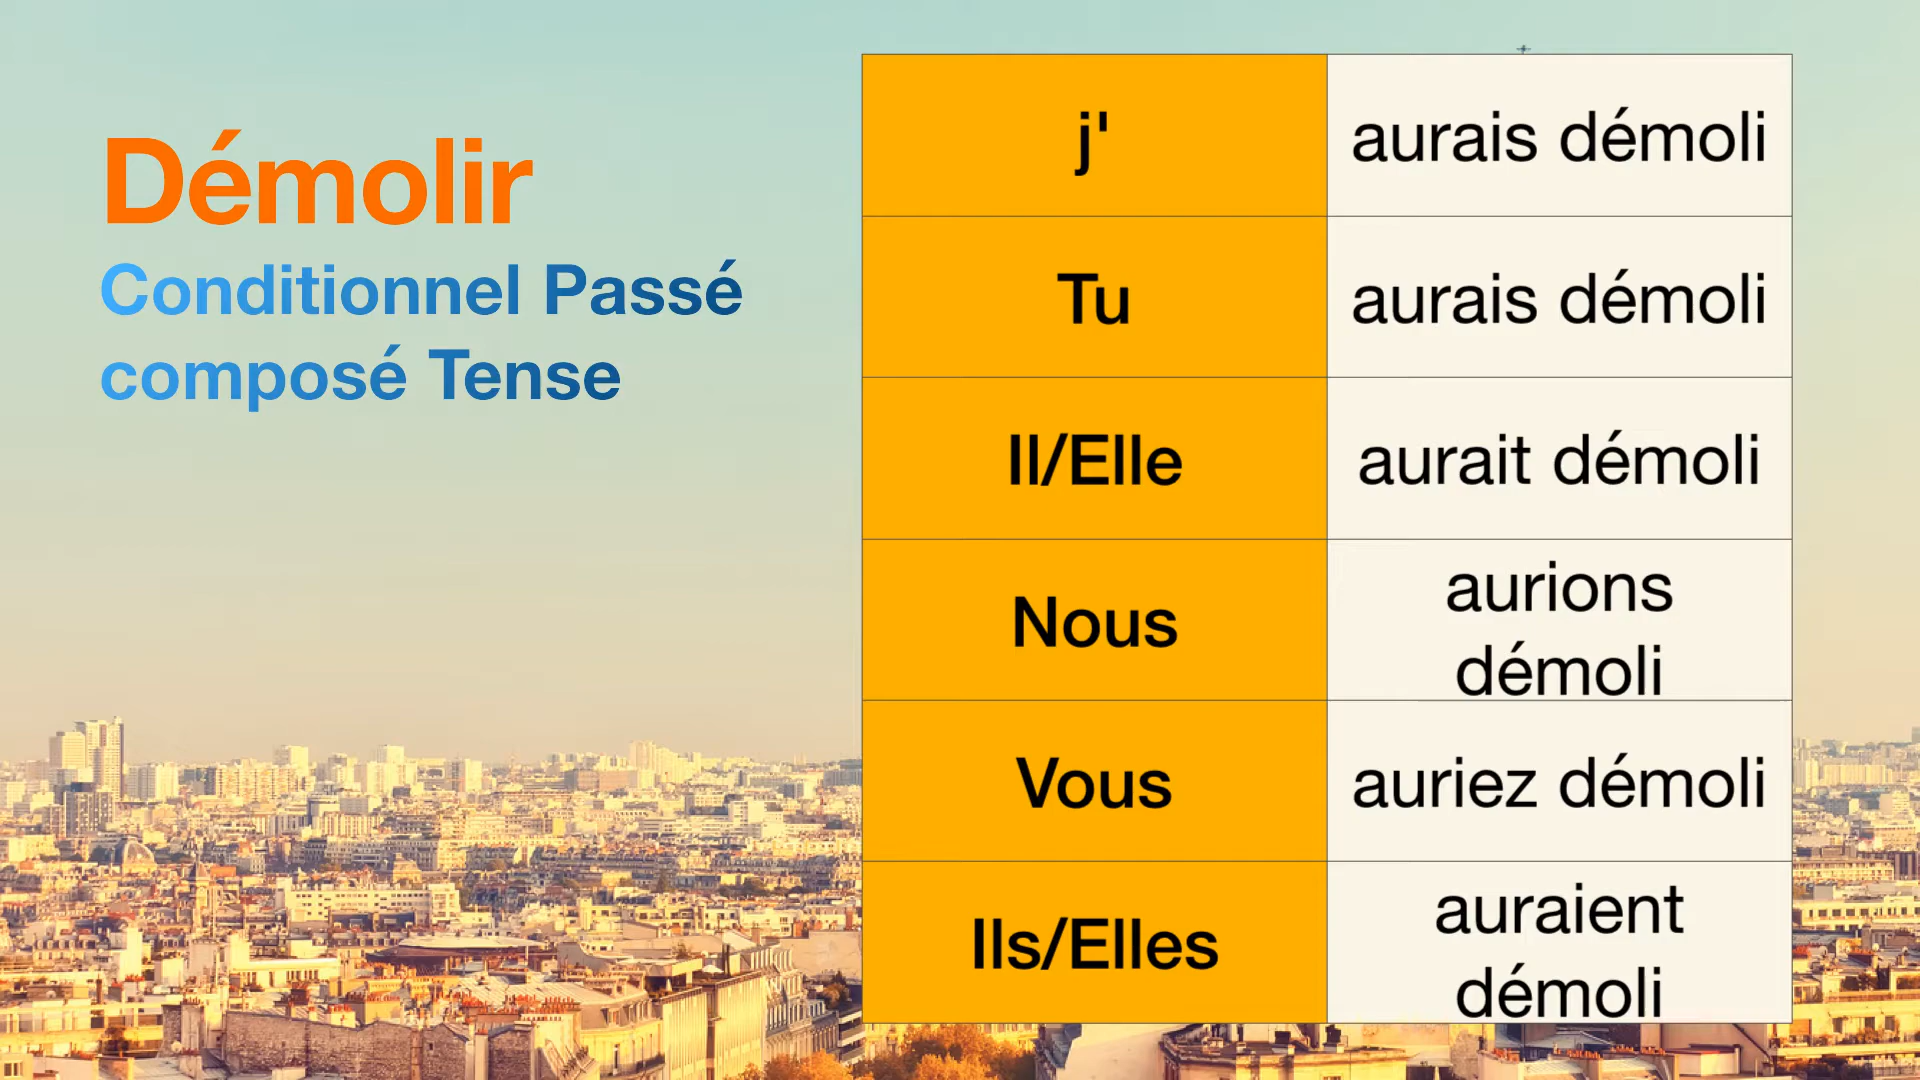 Démolir
Conditionnel Passé
composé Tense
j' aurais démoli
Tu aurais démoli
Il/Elle aurait démoli
Nous aurions
démoli
Vous auriez démoli
Ils/Elles auraient
démoli